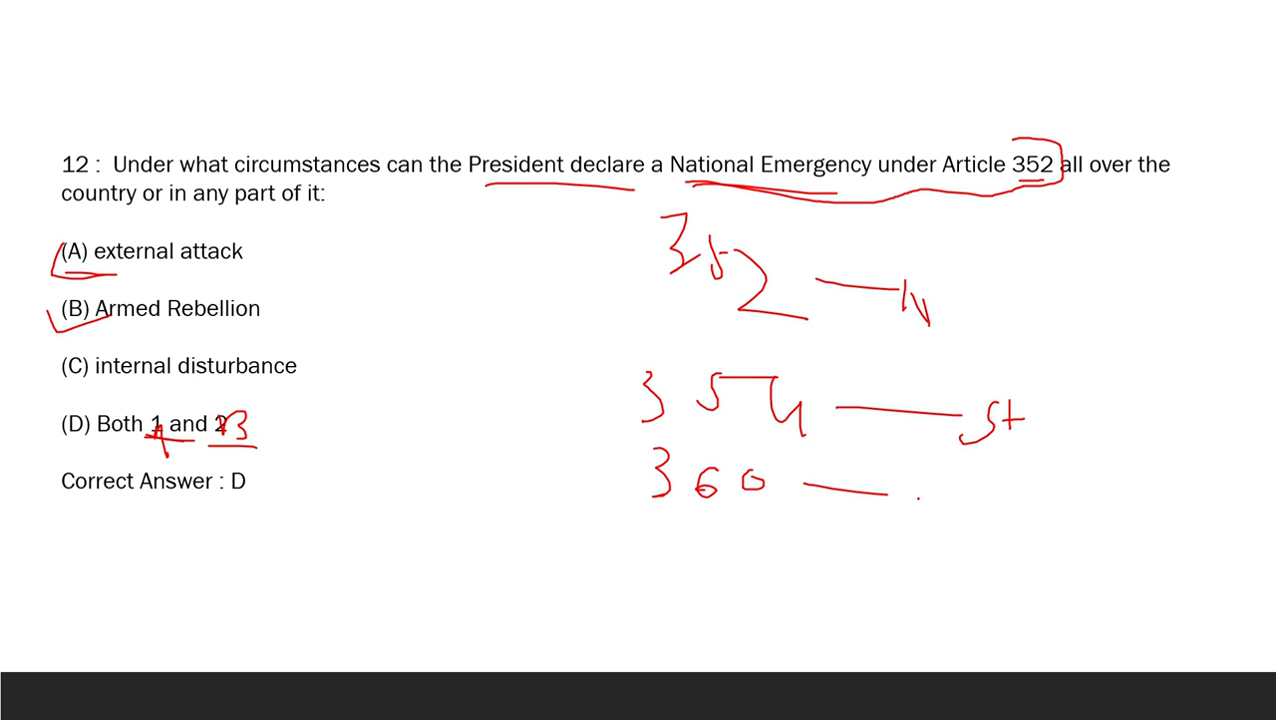 12 : Under what circumstances can the President declare a National Emergency under Article 352 all over the
country or in any part of it:
(A) external attack
352 — N
(B) Armed Rebellion
(C) internal disturbance
354 — St
(D) Both 1 and 2
A B
360 —
Correct Answer : D